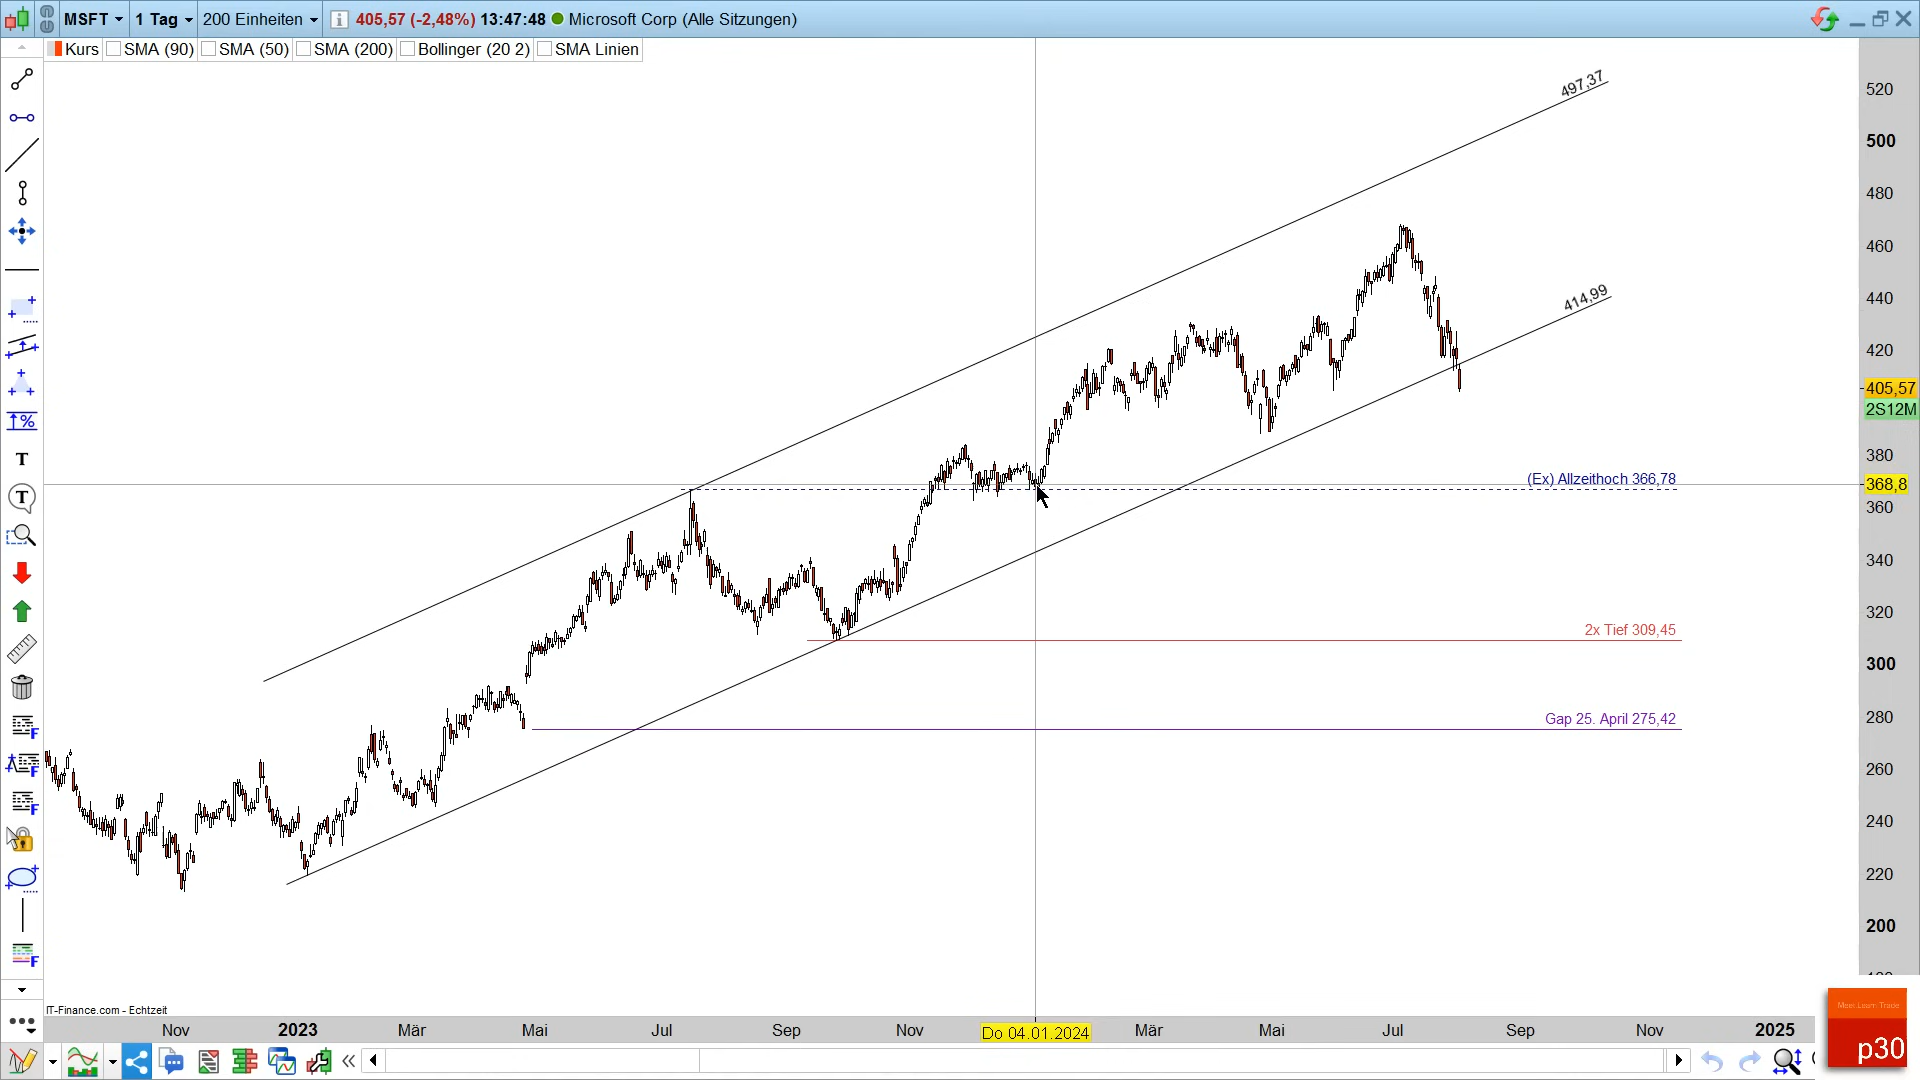 MSFT 1 Tag 200 Einheiten 405,57 (-2,48%) 13:47:48 Microsoft Corp (Alle Sitzungen)
Kurs SMA (90) SMA (50) SMA (200) Bollinger (20 2) SMA Linien
497,37
520
500
480
460
414,99
440
420
405,57
2S12M
380
(Ex) Allzeithoch 366,78
368,8
360
340
320
2x Tief 309,45
300
280
Gap 25. April 275,42
260
240
220
200
T
T
IT-Finance.com - Echtzeit
Nov 2023 Mär Mai Jul Sep Nov Do 04.01.2024 Mär Mai Jul Sep Nov 2025
p30